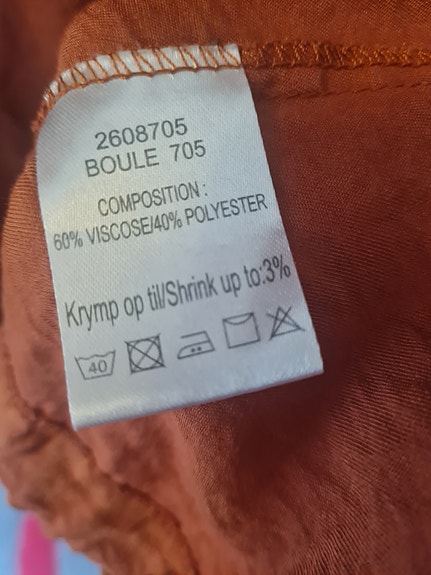 2608705
BOULE 705
COMPOSITION :
60% VISCOSE/40% POLYESTER
Krymp op til/Shrink up to:3%
40